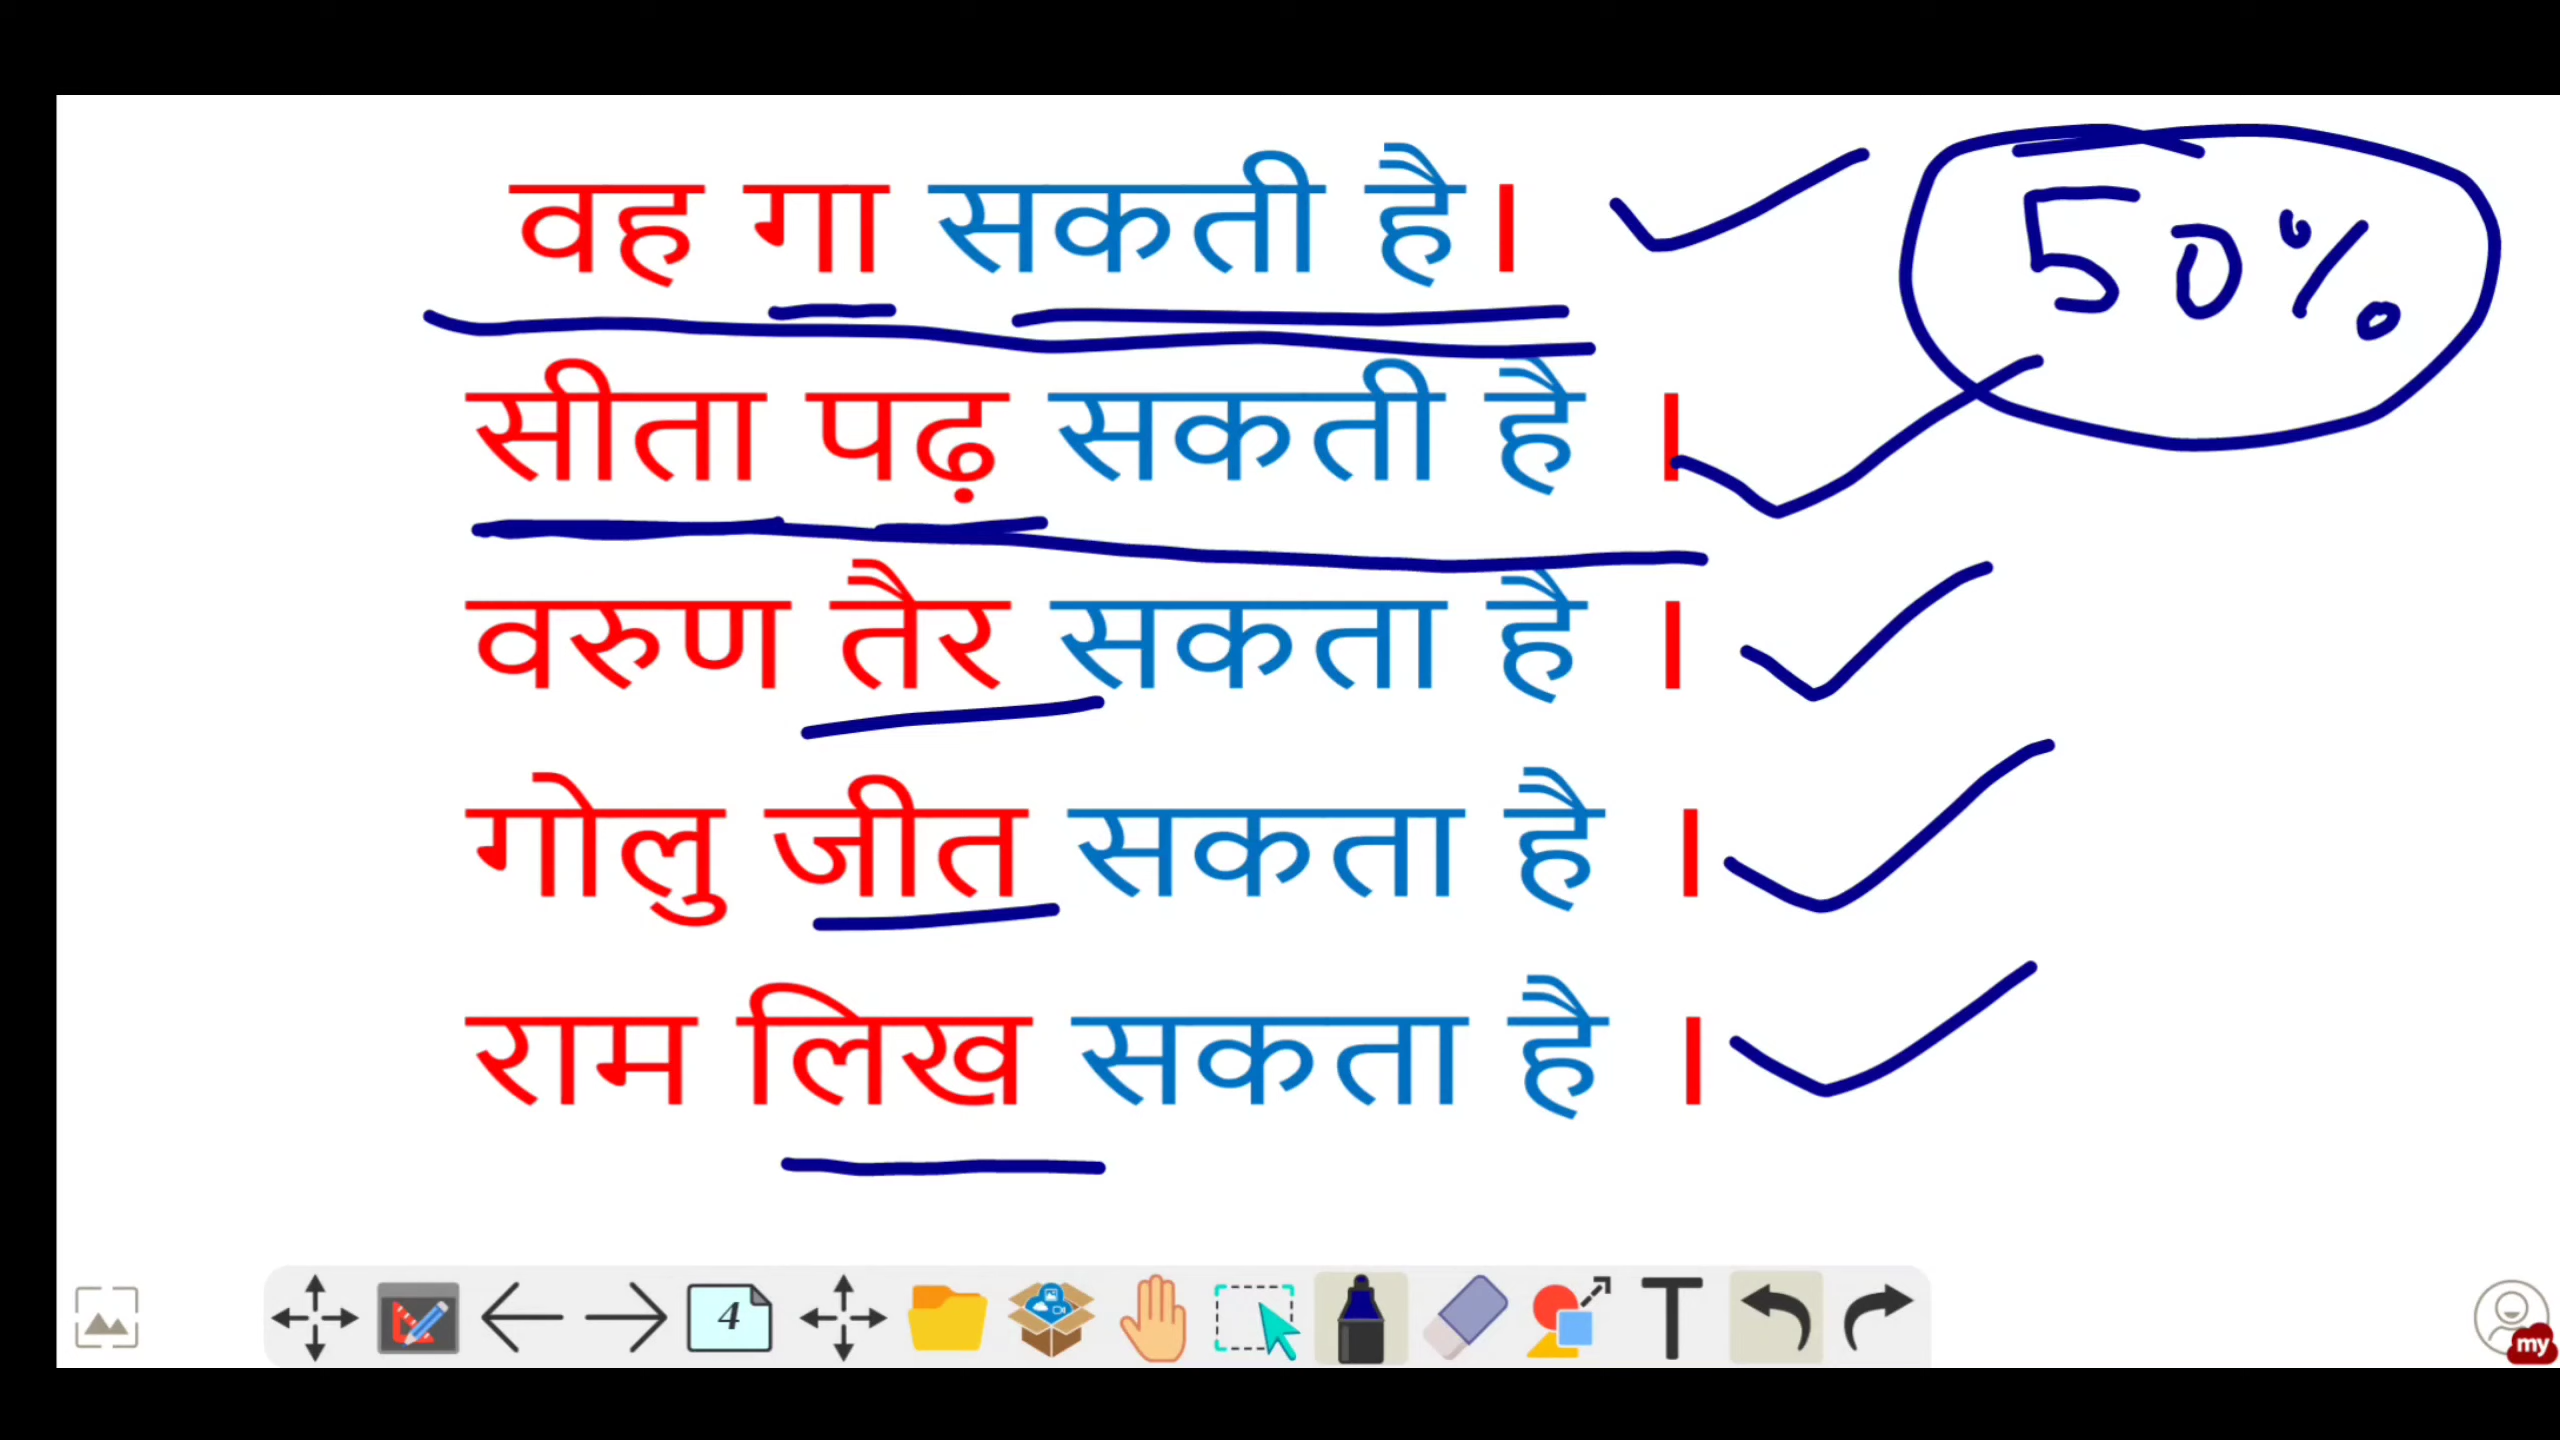 वह गा सकती है।
50%
सीता पढ़ सकती है ।
वरुण तैर सकता है ।
गोलु जीत सकता है ।
राम लिख सकता है ।
4
T
my